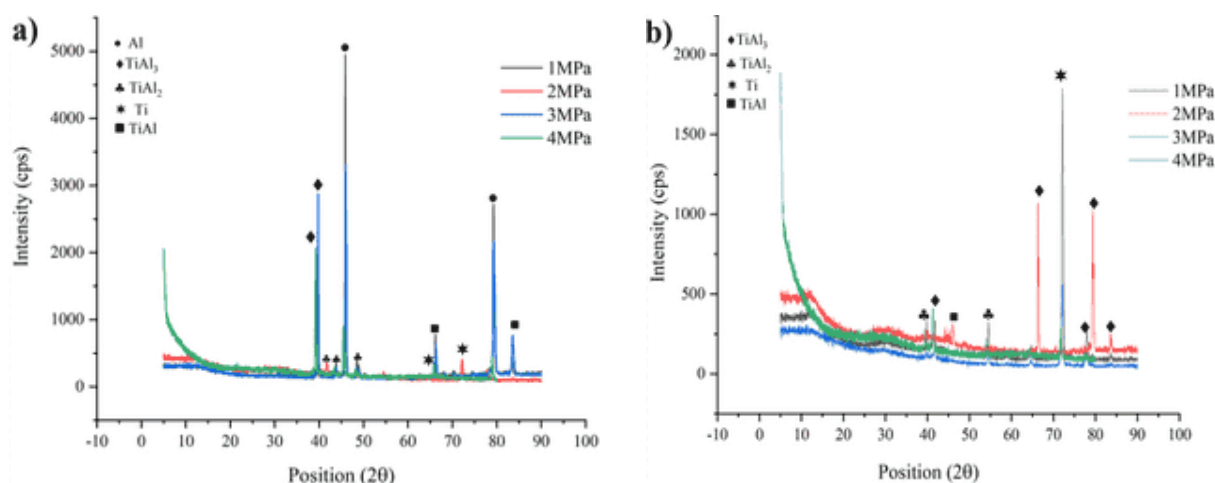 a)
Al
TiAl3
TiAl2
Ti
TiAl
1MPa
2MPa
3MPa
4MPa
5000
4000
3000
2000
1000
0
Intensity (cps)
-10 0 10 20 30 40 50 60 70 80 90 100
Position (2θ)
b)
TiAl3
TiAl2
Ti
TiAl
1MPa
2MPa
3MPa
4MPa
2000
1500
1000
500
0
Intensity (cps)
-10 0 10 20 30 40 50 60 70 80 90 100
Position (2θ)